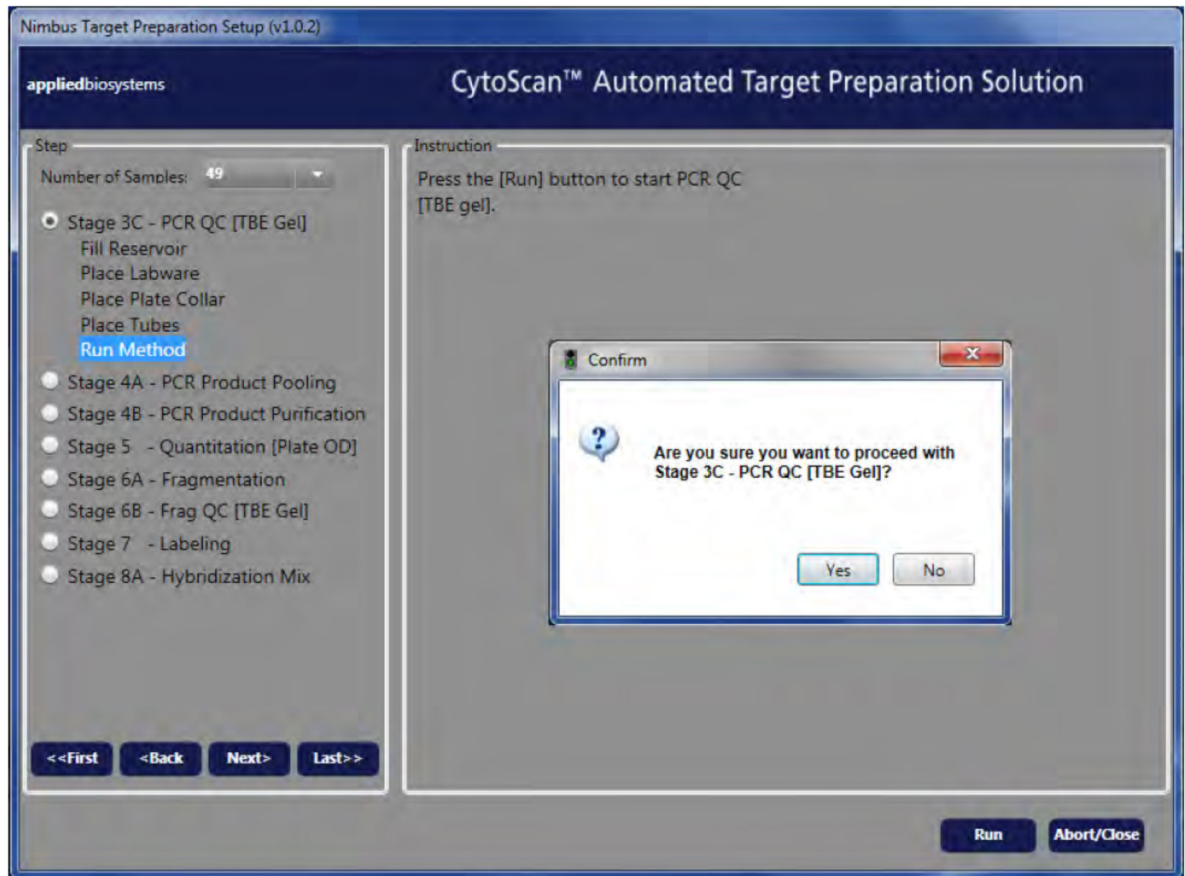 Nimbus Target Preparation Setup (v1.0.2)
appliedbiosystems
CytoScan™ Automated Target Preparation Solution
Step
Number of Samples: 49
Stage 3C - PCR QC [TBE Gel]
Fill Reservoir
Place Labware
Place Plate Collar
Place Tubes
Run Method
Stage 4A - PCR Product Pooling
Stage 4B - PCR Product Purification
Stage 5 - Quantitation [Plate OD]
Stage 6A - Fragmentation
Stage 6B - Frag QC [TBE Gel]
Stage 7 - Labeling
Stage 8A - Hybridization Mix
<<First <Back Next> Last>>
Instruction
Press the [Run] button to start PCR QC
[TBE gel].
Confirm
Are you sure you want to proceed with
Stage 3C - PCR QC [TBE Gel]?
Yes No
Run Abort/Close